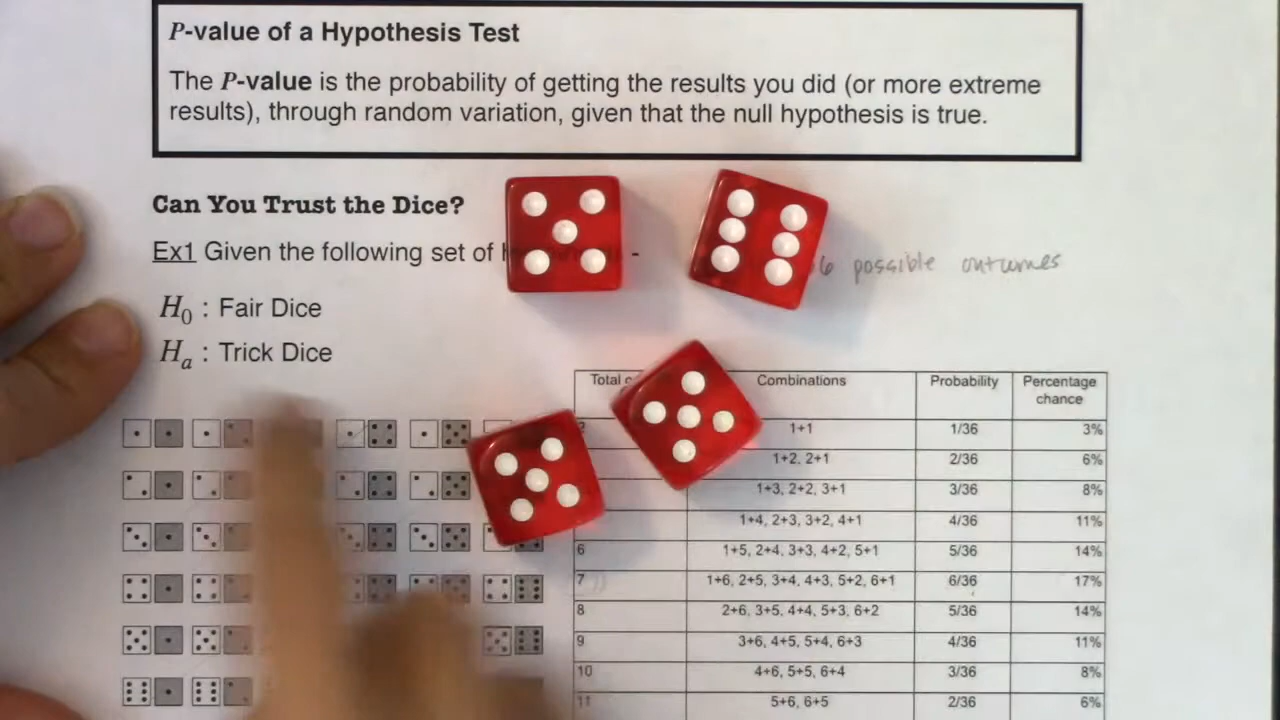 P-value of a Hypothesis Test
The P-value is the probability of getting the results you did (or more extreme
results), through random variation, given that the null hypothesis is true.
Can You Trust the Dice?
Ex1 Given the following set of -
6 possible outcomes
H0 : Fair Dice
Ha : Trick Dice
Total Combinations Probability Percentage
chance
1+1 1/36 3%
1+2, 2+1 2/36 6%
1+3, 2+2, 3+1 3/36 8%
1+4, 2+3, 3+2, 4+1 4/36 11%
6 1+5, 2+4, 3+3, 4+2, 5+1 5/36 14%
7 1+6, 2+5, 3+4, 4+3, 5+2, 6+1 6/36 17%
8 2+6, 3+5, 4+4, 5+3, 6+2 5/36 14%
9 3+6, 4+5, 5+4, 6+3 4/36 11%
10 4+6, 5+5, 6+4 3/36 8%
11 5+6, 6+5 2/36 6%